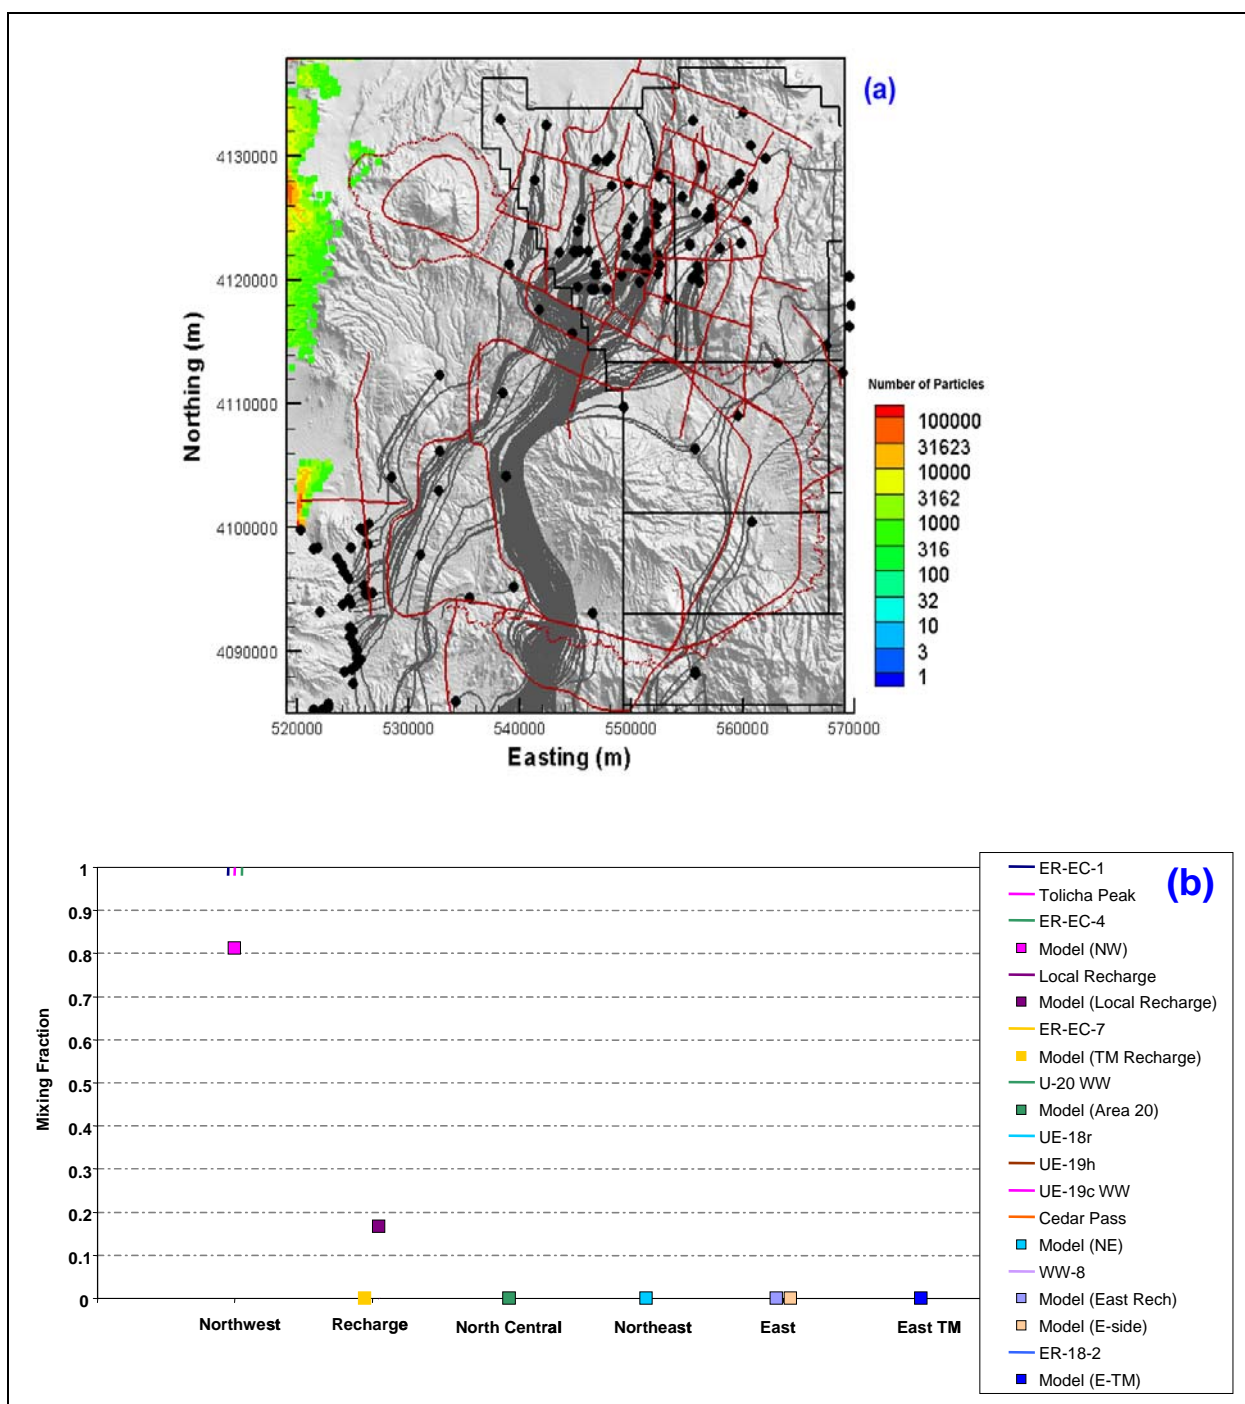 (a)
4130000
4120000
4110000
4100000
4090000
Northing (m)
520000 530000 540000 550000 560000 570000
Easting (m)
Number of Particles
100000
31623
10000
3162
1000
316
100
32
10
3
1
(b)
1
0.9
0.8
0.7
0.6
0.5
0.4
0.3
0.2
0.1
0
Mixing Fraction
Northwest Recharge North Central Northeast East East TM
ER-EC-1
Tolicha Peak
ER-EC-4
Model (NW)
Local Recharge
Model (Local Recharge)
ER-EC-7
Model (TM Recharge)
U-20 WW
Model (Area 20)
UE-18r
UE-19h
UE-19c WW
Cedar Pass
Model (NE)
WW-8
Model (East Rech)
Model (E-side)
ER-18-2
Model (E-TM)